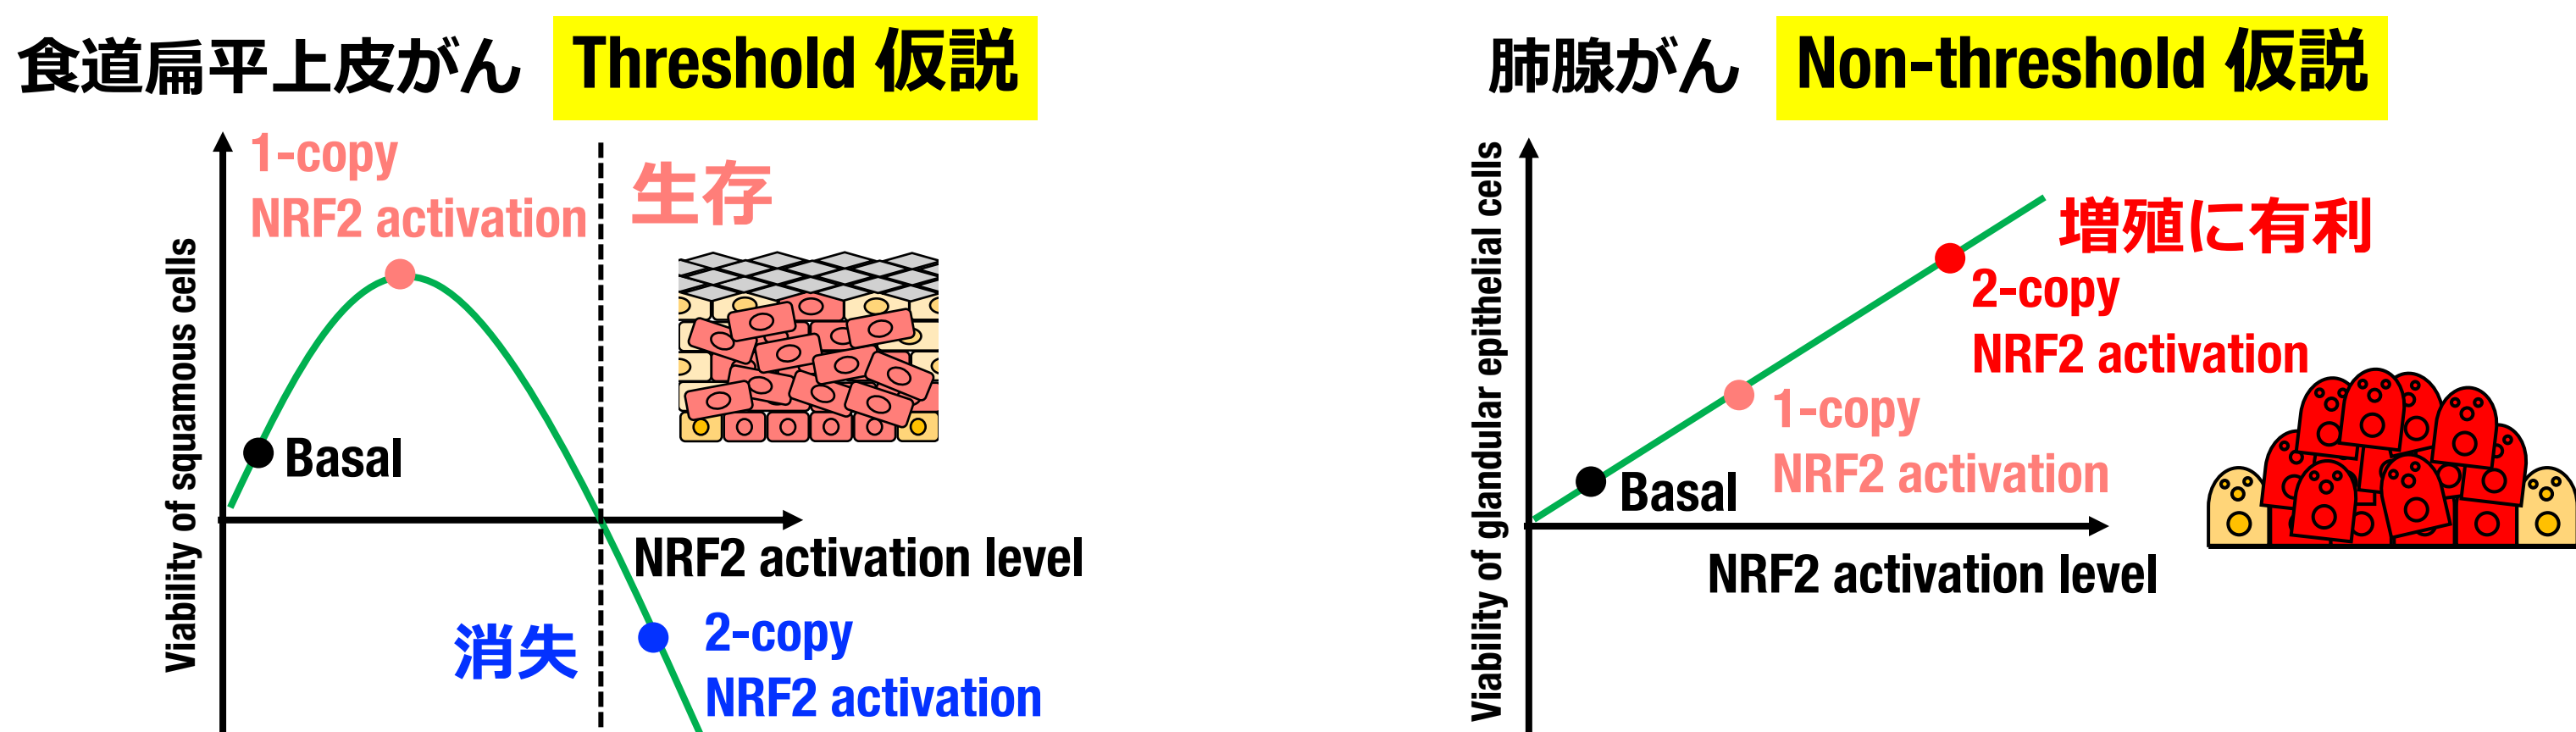 食道扁平上皮がん Threshold 仮説
Viability of squamous cells
1-copy
NRF2 activation
生存
Basal
NRF2 activation level
消失
2-copy
NRF2 activation
肺腺がん Non-threshold 仮説
Viability of glandular epithelial cells
増殖に有利
2-copy
NRF2 activation
1-copy
NRF2 activation
Basal
NRF2 activation level